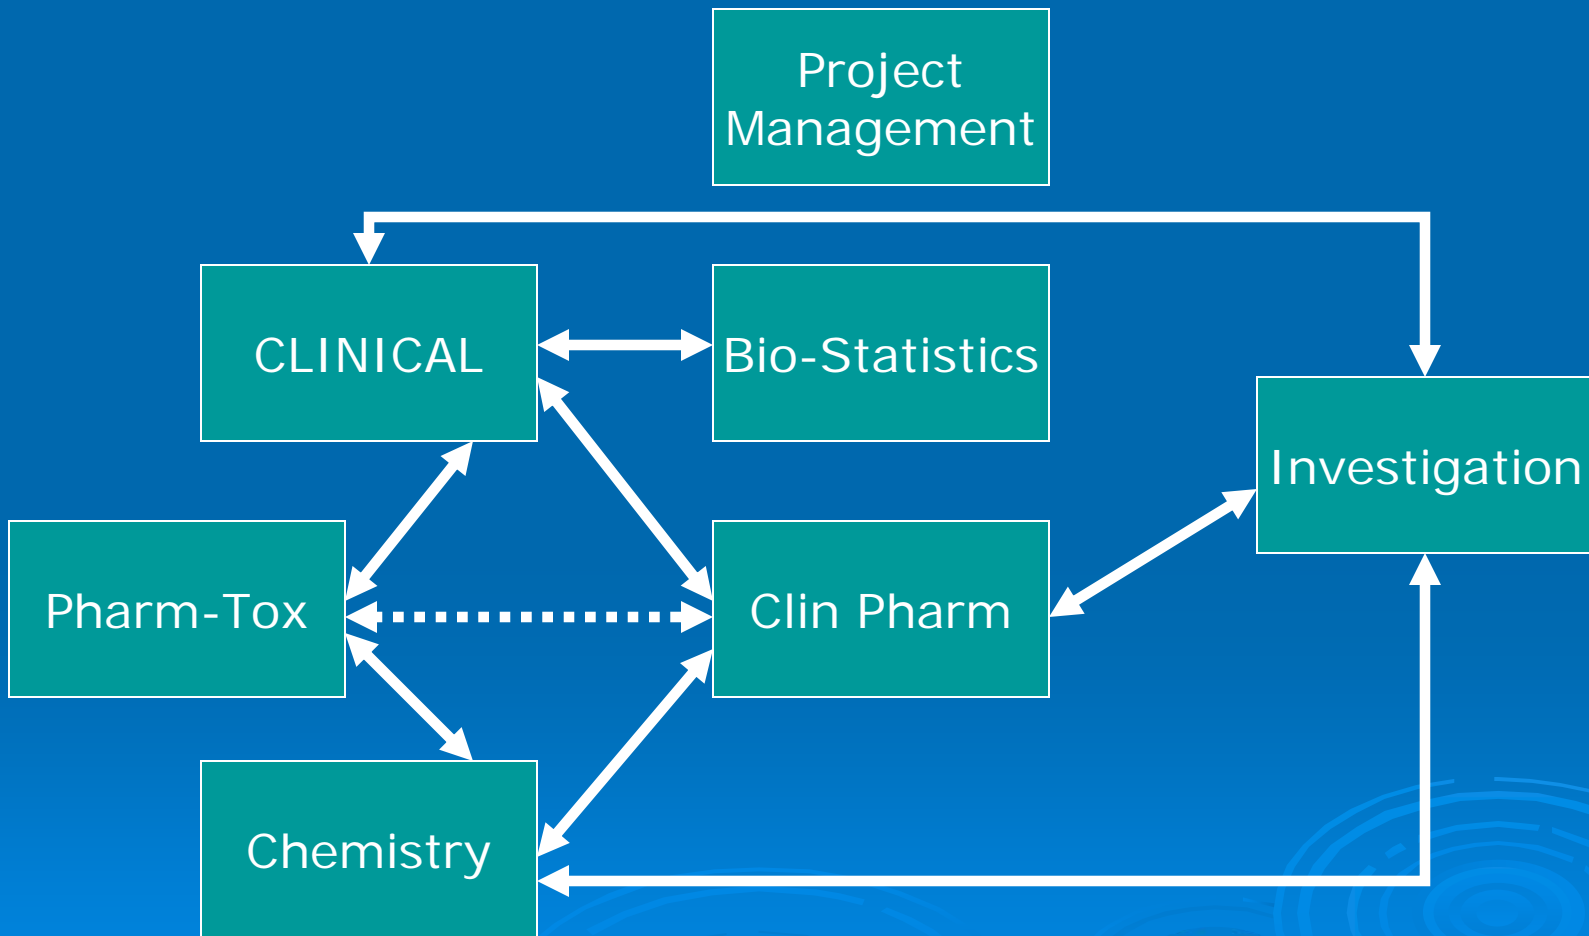 Project
Management
CLINICAL
Bio-Statistics
Investigation
Pharm-Tox
Clin Pharm
Chemistry